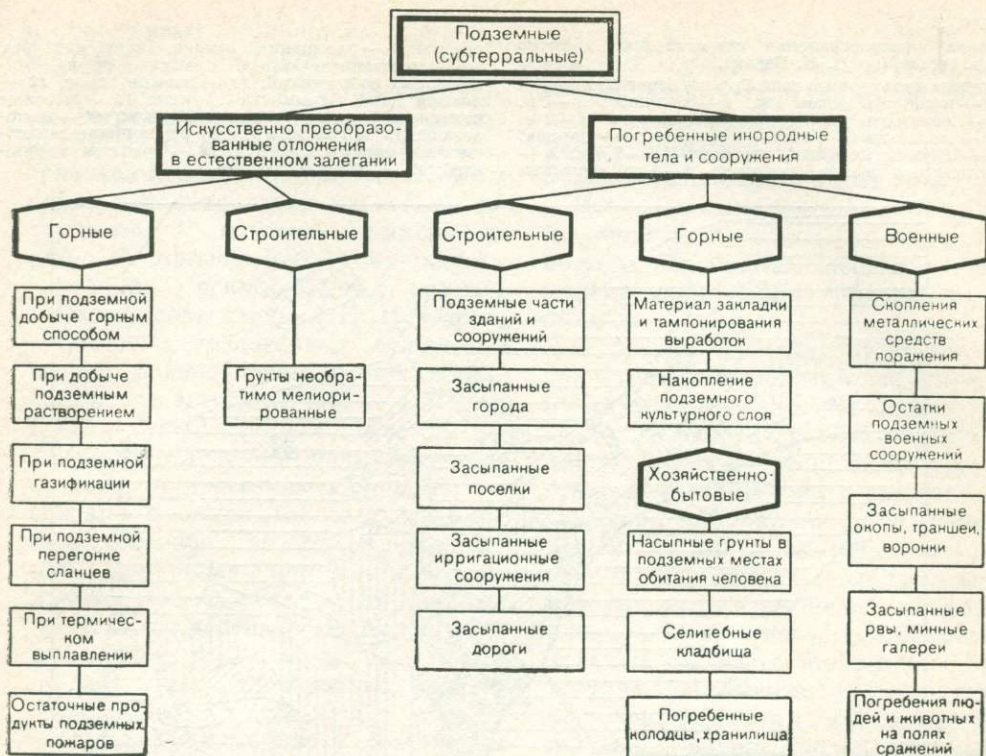 Подземные
(субтерральные)
Искусственно преобразо-
ванные отложения
в естественном залегании
Погребенные инородные
тела и сооружения
Горные
При подземной
добыче горным
способом
При добыче
подземным
растворением
При подземной
газификации
При подземной
перегонке
сланцев
При термичес-
ком
выплавлении
Остаточные про-
дукты подземных
пожаров
Строительные
Грунты необра-
тимо мелиори-
рованные
Строительные
Подземные части
зданий и
сооружений
Засыпанные
города
Засыпанные
поселки
Засыпанные
ирригационные
сооружения
Засыпанные
дороги
Горные
Материал закладки
и тампонирования
выработок
Накопление
подземного
культурного слоя
Хозяйственно-
бытовые
Насыпные грунты в
подземных местах
обитания человека
Селитебные
кладбища
Погребенные
колодцы, хранилища
Военные
Скопления
металлических
средств
поражения
Остатки
подземных
военных
сооружений
Засыпанные
окопы, траншеи,
воронки
Засыпанные
рвы, минные
галереи
Погребения лю-
дей и животных
на полях
сражений